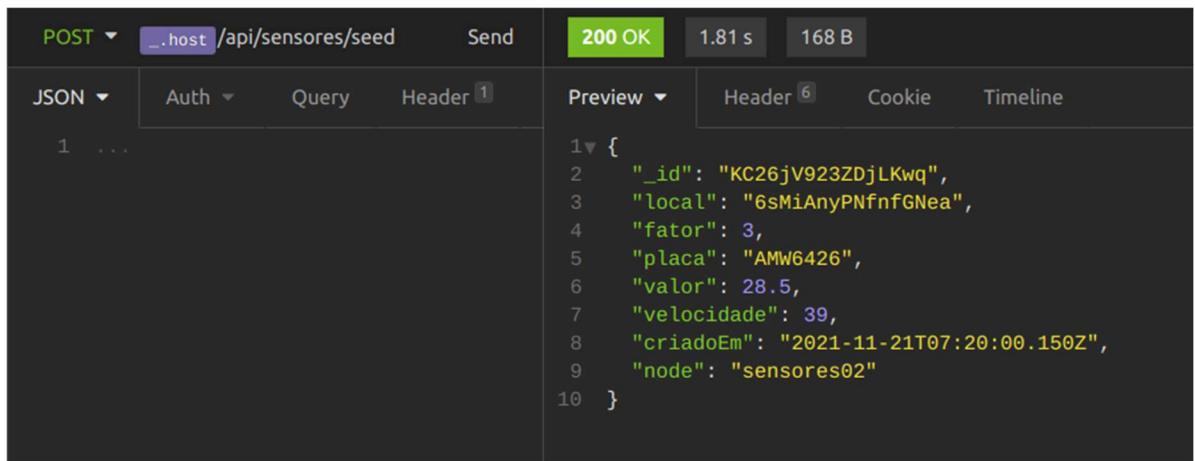 POST _.host /api/sensores/seed Send 200 OK 1.81 s 168 B
JSON Auth Query Header 1 Preview Header 6 Cookie Timeline
1 ...
1 {
2 "_id": "KC26jV923ZDjLKwq",
3 "local": "6sMiAnyPNfnfGNea",
4 "fator": 3,
5 "placa": "AMW6426",
6 "valor": 28.5,
7 "velocidade": 39,
8 "criadoEm": "2021-11-21T07:20:00.150Z",
9 "node": "sensores02"
10 }